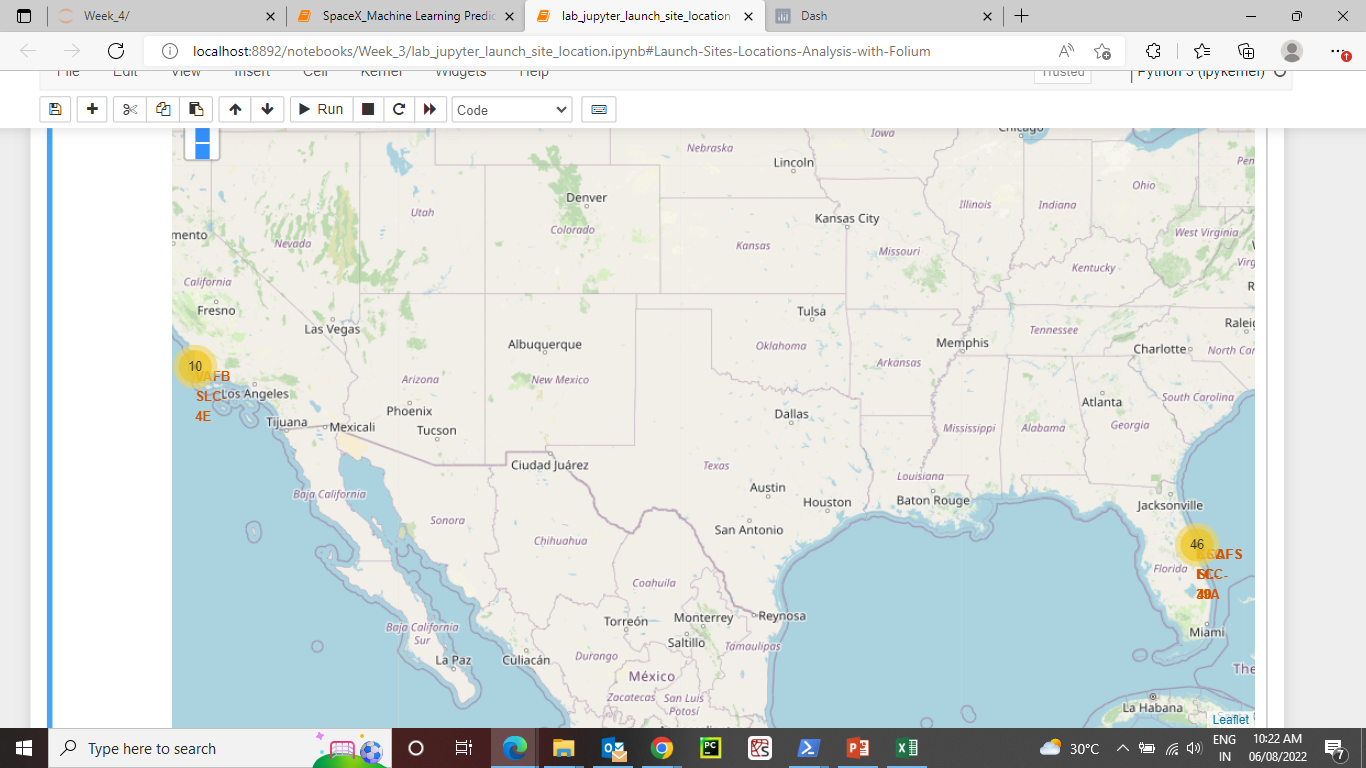 Week_4/
SpaceX_Machine Learning Predic
lab_jupyter_launch_site_location
Dash
localhost:8892/notebooks/Week_3/lab_jupyter_launch_site_location.ipynb#Launch-Sites-Locations-Analysis-with-Folium
File Edit View Insert Cell Kernel Widgets Help
Trusted
Python 3 (ipykernel)
Run
Code
Iowa
Chicago
Nebraska
Lincoln
Pen
Ohio
Denver
Utah
Illinois
Indiana
Kansas City
Colorado
mento
Nevada
Kansas
Missouri
West Virginia
Virg
Kentucky
California
Fresno
R
Las Vegas
Tulsa
Tennessee
Raleig
Albuquerque
Oklahoma
Memphis
Charlotte
North Car
Arkansas
10
VAFB
SLC-
4E
Los Angeles
Arizona
New Mexico
South Carolina
Atlanta
Phoenix
Dallas
Tijuana
Mexicali
Tucson
Mississippi
Alabama
Georgia
Ciudad Juárez
Texas
Louisiana
Austin
Baja California
Houston
Baton Rouge
Jacksonville
Sonora
San Antonio
Chihuahua
46
Florida
Coahuila
Torreón
Monterrey
Reynosa
Baja California
Sur
Saltillo
Tamaulipas
Miami
La Paz
Culiacán
Durango
México
The
Zacatecas
San Luis
Potosí
La Habana
Leaflet
Type here to search
30°C
ENG
IN
10:22 AM
06/08/2022
7